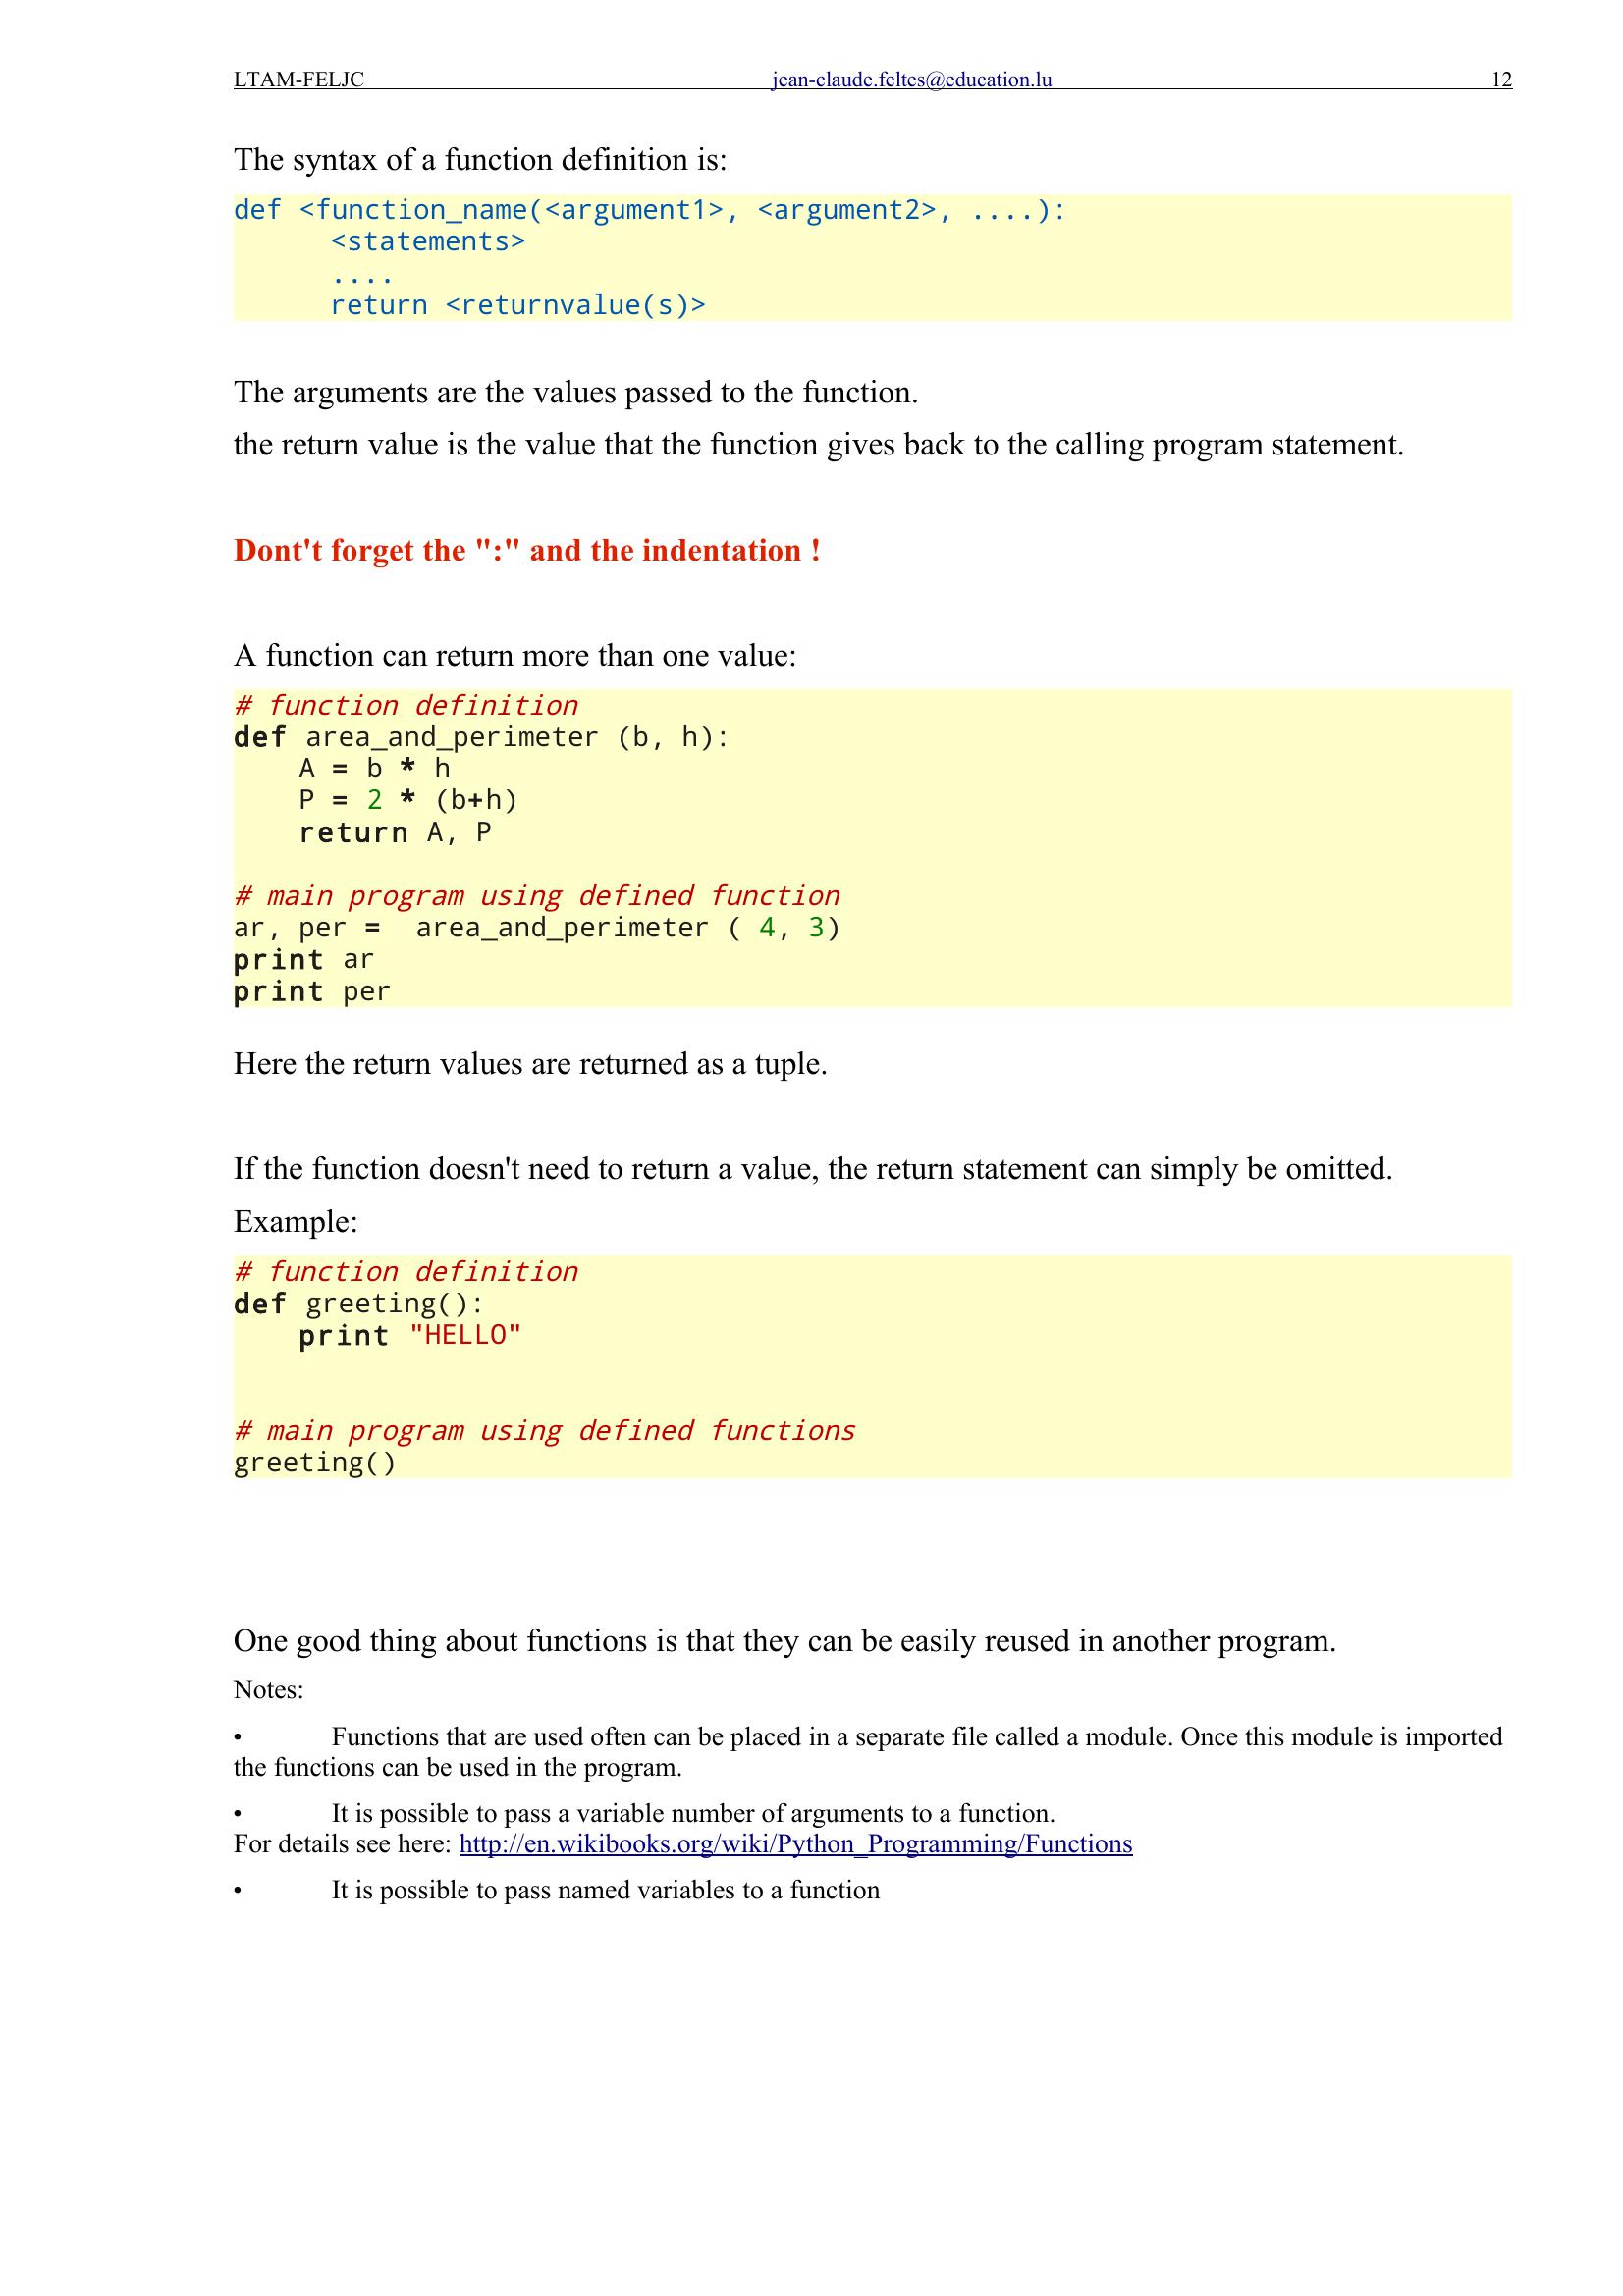 LTAM-FELJC jean-claude.feltes@education.lu 12
The syntax of a function definition is:
def <function_name(<argument1>, <argument2>, ....):
<statements>
....
return <returnvalue(s)>
The arguments are the values passed to the function.
the return value is the value that the function gives back to the calling program statement.
Dont't forget the ":" and the indentation !
A function can return more than one value:
# function definition
def area_and_perimeter (b, h):
A = b * h
P = 2 * (b+h)
return A, P
# main program using defined function
ar, per =  area_and_perimeter ( 4, 3)
print ar
print per
Here the return values are returned as a tuple.
If the function doesn't need to return a value, the return statement can simply be omitted.
Example:
# function definition
def greeting():
print "HELLO"
# main program using defined functions
greeting()
One good thing about functions is that they can be easily reused in another program.
Notes:
• Functions that are used often can be placed in a separate file called a module. Once this module is imported
the functions can be used in the program.
• It is possible to pass a variable number of arguments to a function.
For details see here: http://en.wikibooks.org/wiki/Python_Programming/Functions
• It is possible to pass named variables to a function